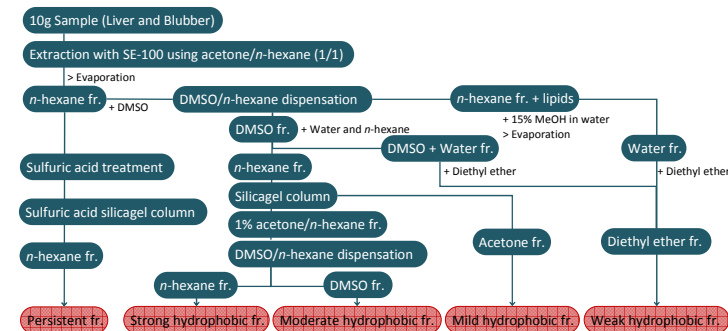 10g Sample (Liver and Blubber)
Extraction with SE-100 using acetone/n-hexane (1/1)
> Evaporation
n-hexane fr.
+ DMSO
DMSO/n-hexane dispensation
n-hexane fr. + lipids
+ 15% MeOH in water
> Evaporation
DMSO fr.
+ Water and n-hexane
DMSO + Water fr.
Water fr.
+ Diethyl ether
+ Diethyl ether
Sulfuric acid treatment
n-hexane fr.
Silicagel column
Sulfuric acid silicagel column
1% acetone/n-hexane fr.
Acetone fr.
Diethyl ether fr.
n-hexane fr.
DMSO/n-hexane dispensation
n-hexane fr.
DMSO fr.
Persistent fr.
Strong hydrophobic fr.
Moderate hydrophobic fr.
Mild hydrophobic fr.
Weak hydrophobic fr.